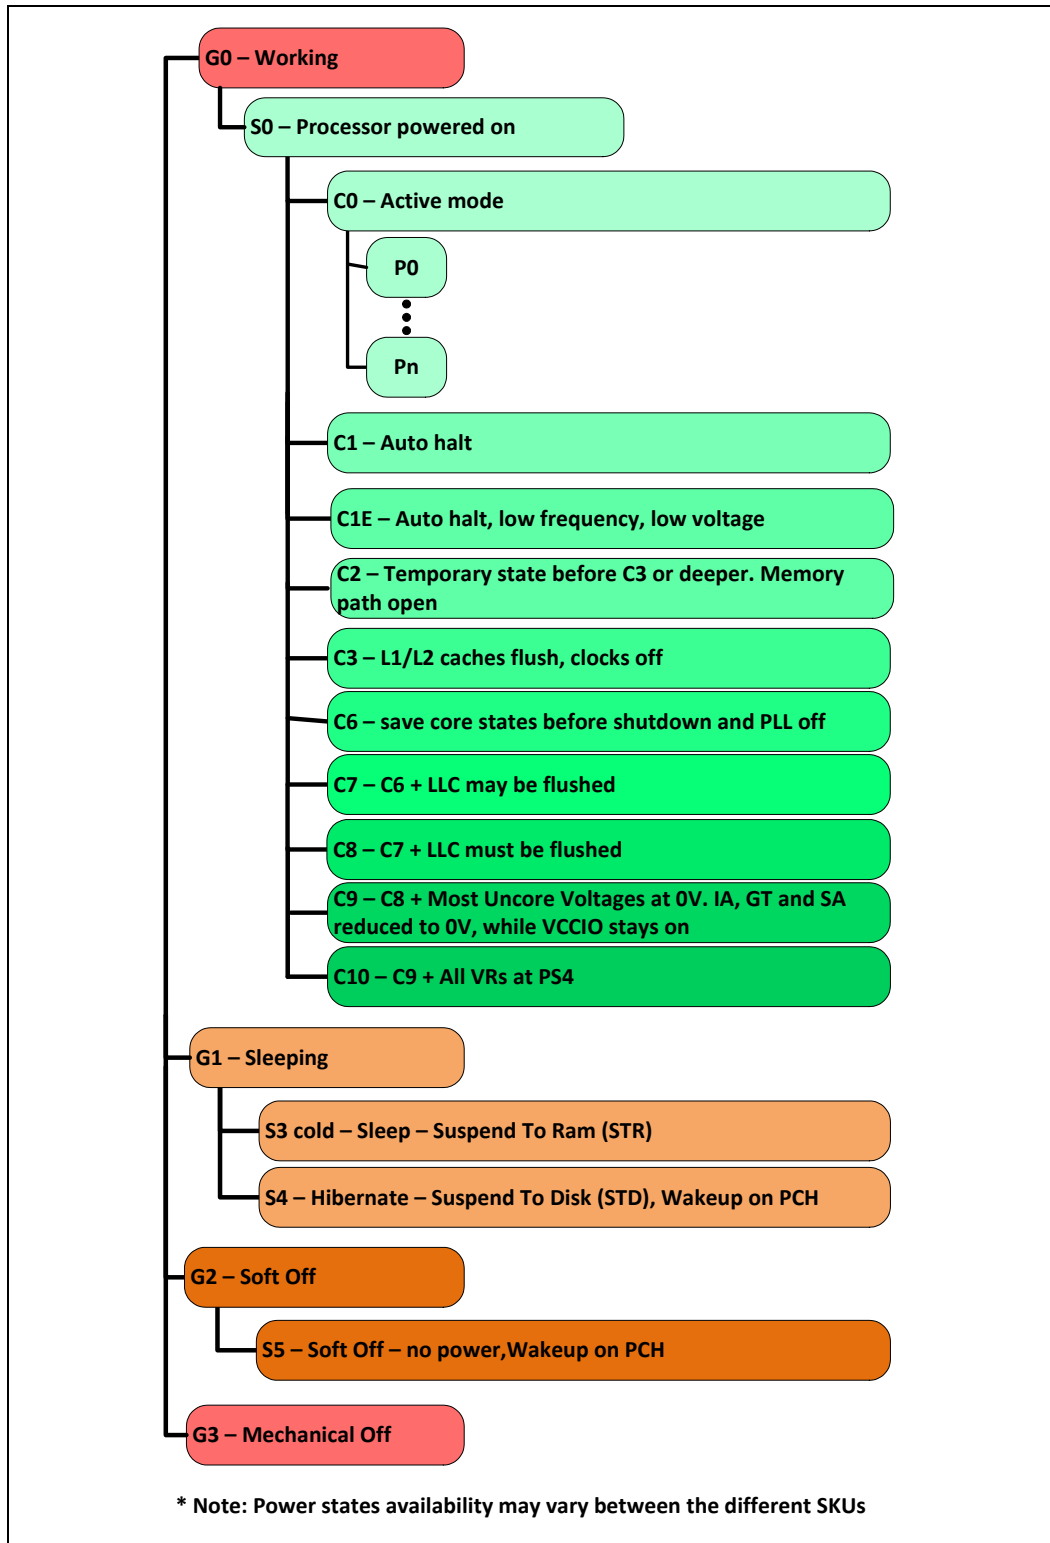 G0 – Working
S0 – Processor powered on
C0 – Active mode
P0
Pn
C1 – Auto halt
C1E – Auto halt, low frequency, low voltage
C2 – Temporary state before C3 or deeper. Memory
path open
C3 – L1/L2 caches flush, clocks off
C6 – save core states before shutdown and PLL off
C7 – C6 + LLC may be flushed
C8 – C7 + LLC must be flushed
C9 – C8 + Most Uncore Voltages at 0V. IA, GT and SA
reduced to 0V, while VCCIO stays on
C10 – C9 + All VRs at PS4
G1 – Sleeping
S3 cold – Sleep – Suspend To Ram (STR)
S4 – Hibernate – Suspend To Disk (STD), Wakeup on PCH
G2 – Soft Off
S5 – Soft Off – no power,Wakeup on PCH
G3 – Mechanical Off
* Note: Power states availability may vary between the different SKUs